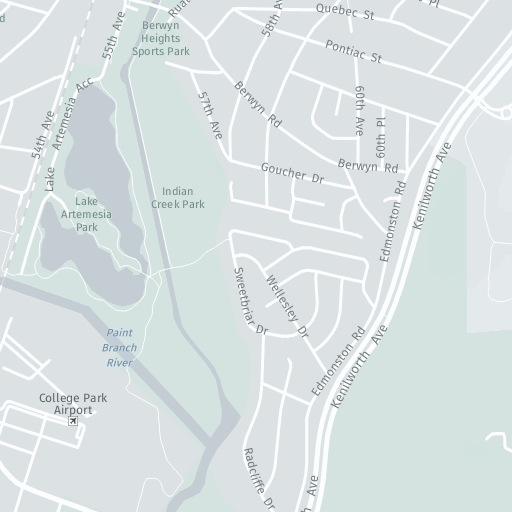 Quebec St
Pl
55th Ave
Rua
58th Ave
Berwyn
Heights
Sports Park
Pontiac St
Lake Artemesia Acc
57th Ave
Berwyn Rd
60th Ave
54th Ave
60th Pl
Goucher Dr
Berwyn Rd
Kenilworth Ave
Indian
Creek Park
Lake
Artemesia
Park
Edmonston Rd
Sweetbriar Dr
Wellesley Dr
Paint
Branch
River
Edmonston Rd
Kenilworth Ave
College Park
Airport
Radcliffe Dr
Ave